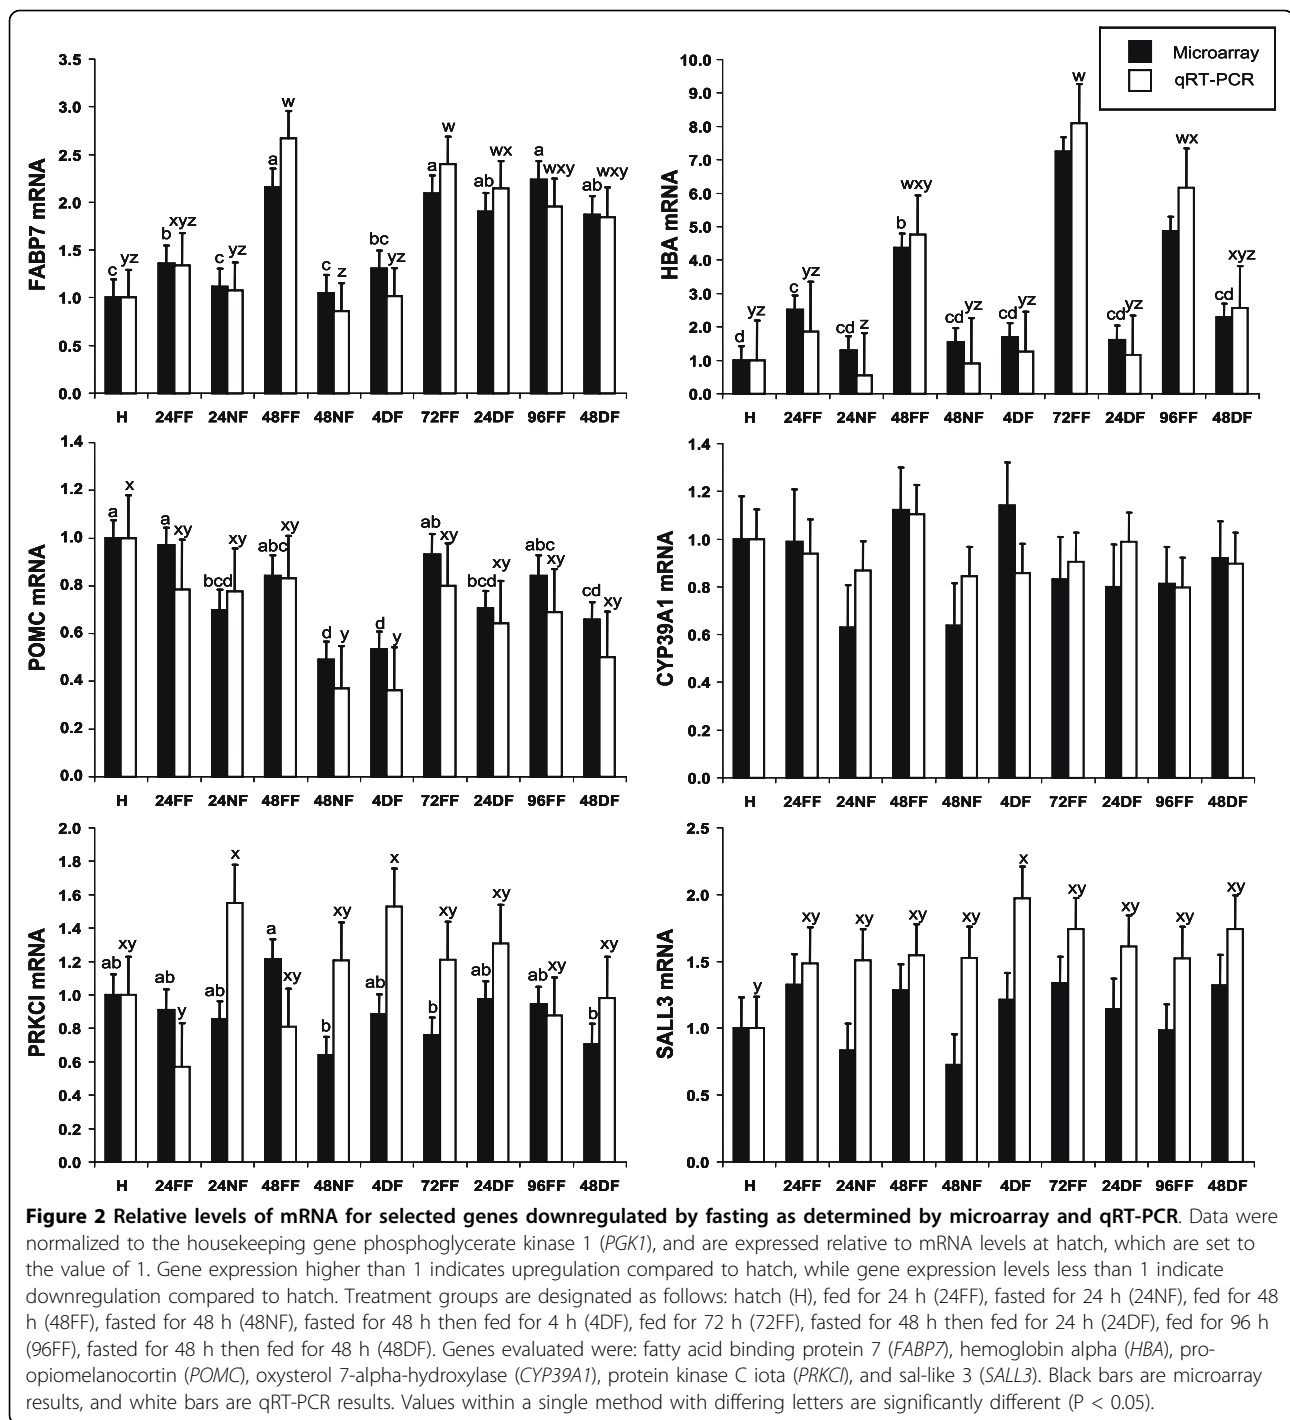 Microarray
qRT-PCR
FABP7 mRNA
3.5
3.0
2.5
2.0
1.5
1.0
0.5
0.0
c yz b xyz c yz a w c z bc yz a w ab wx a wxy ab wxy
H 24FF 24NF 48FF 48NF 4DF 72FF 24DF 96FF 48DF
HBA mRNA
10.0
9.0
8.0
7.0
6.0
5.0
4.0
3.0
2.0
1.0
0.0
d yz c yz cd z b wxy cd yz cd yz w cd yz wx cd xyz
H 24FF 24NF 48FF 48NF 4DF 72FF 24DF 96FF 48DF
POMC mRNA
1.4
1.2
1.0
0.8
0.6
0.4
0.2
0.0
a x a xy bcd xy abc xy d y d y ab xy bcd xy abc xy cd xy
H 24FF 24NF 48FF 48NF 4DF 72FF 24DF 96FF 48DF
CYP39A1 mRNA
1.4
1.2
1.0
0.8
0.6
0.4
0.2
0.0
H 24FF 24NF 48FF 48NF 4DF 72FF 24DF 96FF 48DF
PRKCI mRNA
2.0
1.8
1.6
1.4
1.2
1.0
0.8
0.6
0.4
0.2
0.0
ab xy ab y ab x a xy b xy ab x b xy ab xy ab xy b xy
H 24FF 24NF 48FF 48NF 4DF 72FF 24DF 96FF 48DF
SALL3 mRNA
2.5
2.0
1.5
1.0
0.5
0.0
y xy xy xy xy x xy xy xy xy
H 24FF 24NF 48FF 48NF 4DF 72FF 24DF 96FF 48DF
Figure 2 Relative levels of mRNA for selected genes downregulated by fasting as determined by microarray and qRT-PCR. Data were
normalized to the housekeeping gene phosphoglycerate kinase 1 (PGK1), and are expressed relative to mRNA levels at hatch, which are set to
the value of 1. Gene expression higher than 1 indicates upregulation compared to hatch, while gene expression levels less than 1 indicate
downregulation compared to hatch. Treatment groups are designated as follows: hatch (H), fed for 24 h (24FF), fasted for 24 h (24NF), fed for 48
h (48FF), fasted for 48 h (48NF), fasted for 48 h then fed for 4 h (4DF), fed for 72 h (72FF), fasted for 48 h then fed for 24 h (24DF), fed for 96 h
(96FF), fasted for 48 h then fed for 48 h (48DF). Genes evaluated were: fatty acid binding protein 7 (FABP7), hemoglobin alpha (HBA), pro-
opiomelanocortin (POMC), oxysterol 7-alpha-hydroxylase (CYP39A1), protein kinase C iota (PRKCI), and sal-like 3 (SALL3). Black bars are microarray
results, and white bars are qRT-PCR results. Values within a single method with differing letters are significantly different (P < 0.05).